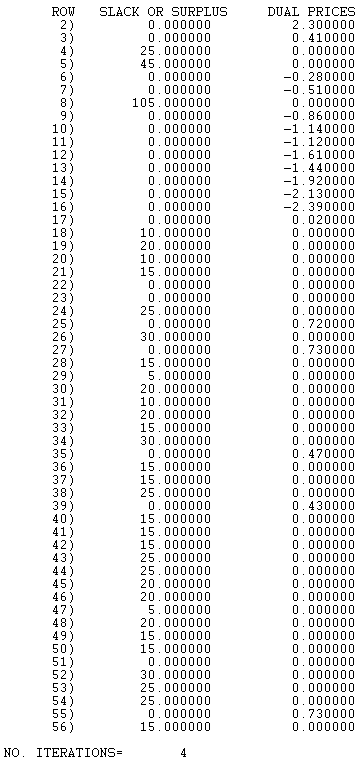 ROW SLACK OR SURPLUS DUAL PRICES
2) 0.000000 2.300000
3) 0.000000 0.410000
4) 25.000000 0.000000
5) 45.000000 0.000000
6) 0.000000 -0.280000
7) 0.000000 -0.510000
8) 105.000000 0.000000
9) 0.000000 -0.860000
10) 0.000000 -1.140000
11) 0.000000 -1.120000
12) 0.000000 -1.610000
13) 0.000000 -1.440000
14) 0.000000 -1.920000
15) 0.000000 -2.130000
16) 0.000000 -2.390000
17) 0.000000 0.020000
18) 10.000000 0.000000
19) 20.000000 0.000000
20) 10.000000 0.000000
21) 15.000000 0.000000
22) 0.000000 0.000000
23) 0.000000 0.000000
24) 25.000000 0.000000
25) 0.000000 0.720000
26) 30.000000 0.000000
27) 0.000000 0.730000
28) 15.000000 0.000000
29) 5.000000 0.000000
30) 20.000000 0.000000
31) 10.000000 0.000000
32) 20.000000 0.000000
33) 15.000000 0.000000
34) 30.000000 0.000000
35) 0.000000 0.470000
36) 15.000000 0.000000
37) 15.000000 0.000000
38) 25.000000 0.000000
39) 0.000000 0.430000
40) 15.000000 0.000000
41) 15.000000 0.000000
42) 15.000000 0.000000
43) 25.000000 0.000000
44) 25.000000 0.000000
45) 20.000000 0.000000
46) 20.000000 0.000000
47) 5.000000 0.000000
48) 20.000000 0.000000
49) 15.000000 0.000000
50) 15.000000 0.000000
51) 0.000000 0.000000
52) 30.000000 0.000000
53) 25.000000 0.000000
54) 25.000000 0.000000
55) 0.000000 0.730000
56) 15.000000 0.000000
NO. ITERATIONS= 4